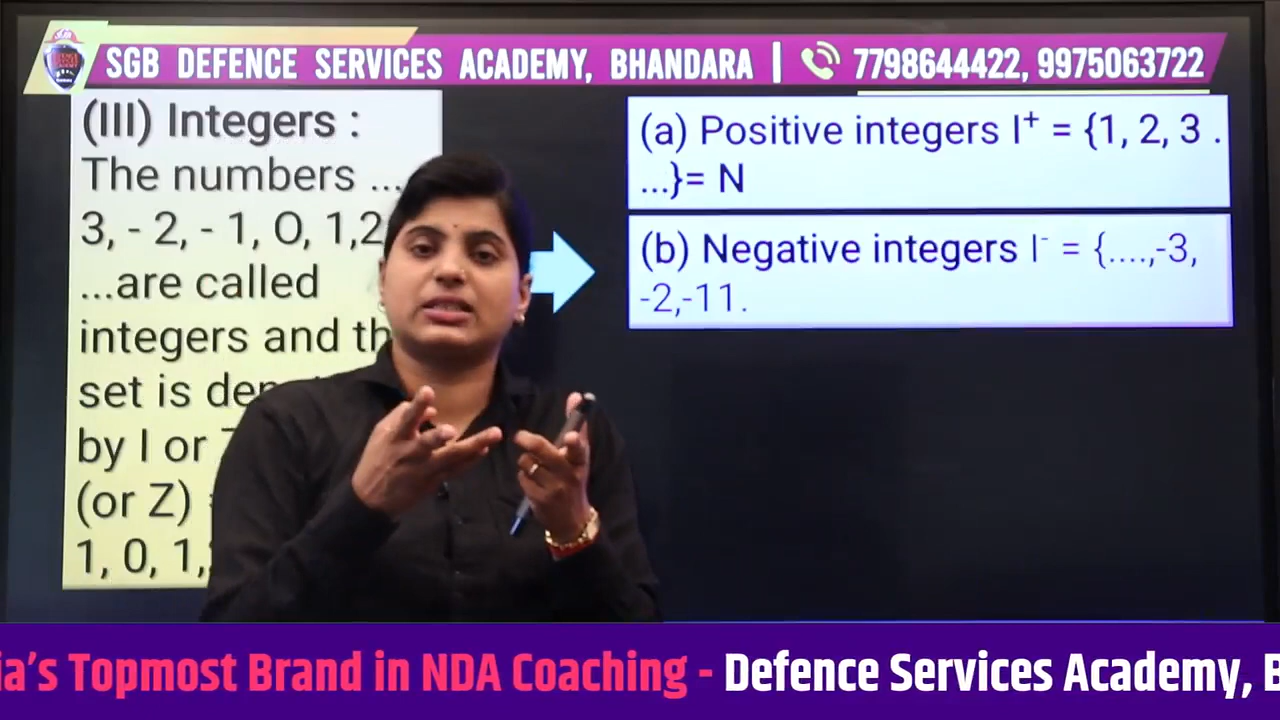 SGB DEFENCE SERVICES ACADEMY, BHANDARA | 7798644422, 9975063722
(III) Integers :
The numbers ...
3, - 2, - 1, O, 1,2
...are called
integers and th
set is de
by I or
(or Z)
1, 0, 1,
(a) Positive integers I⁺ = {1, 2, 3 .
...}= N
(b) Negative integers I⁻ = {....,-3,
-2,-11.
ia's Topmost Brand in NDA Coaching - Defence Services Academy, B